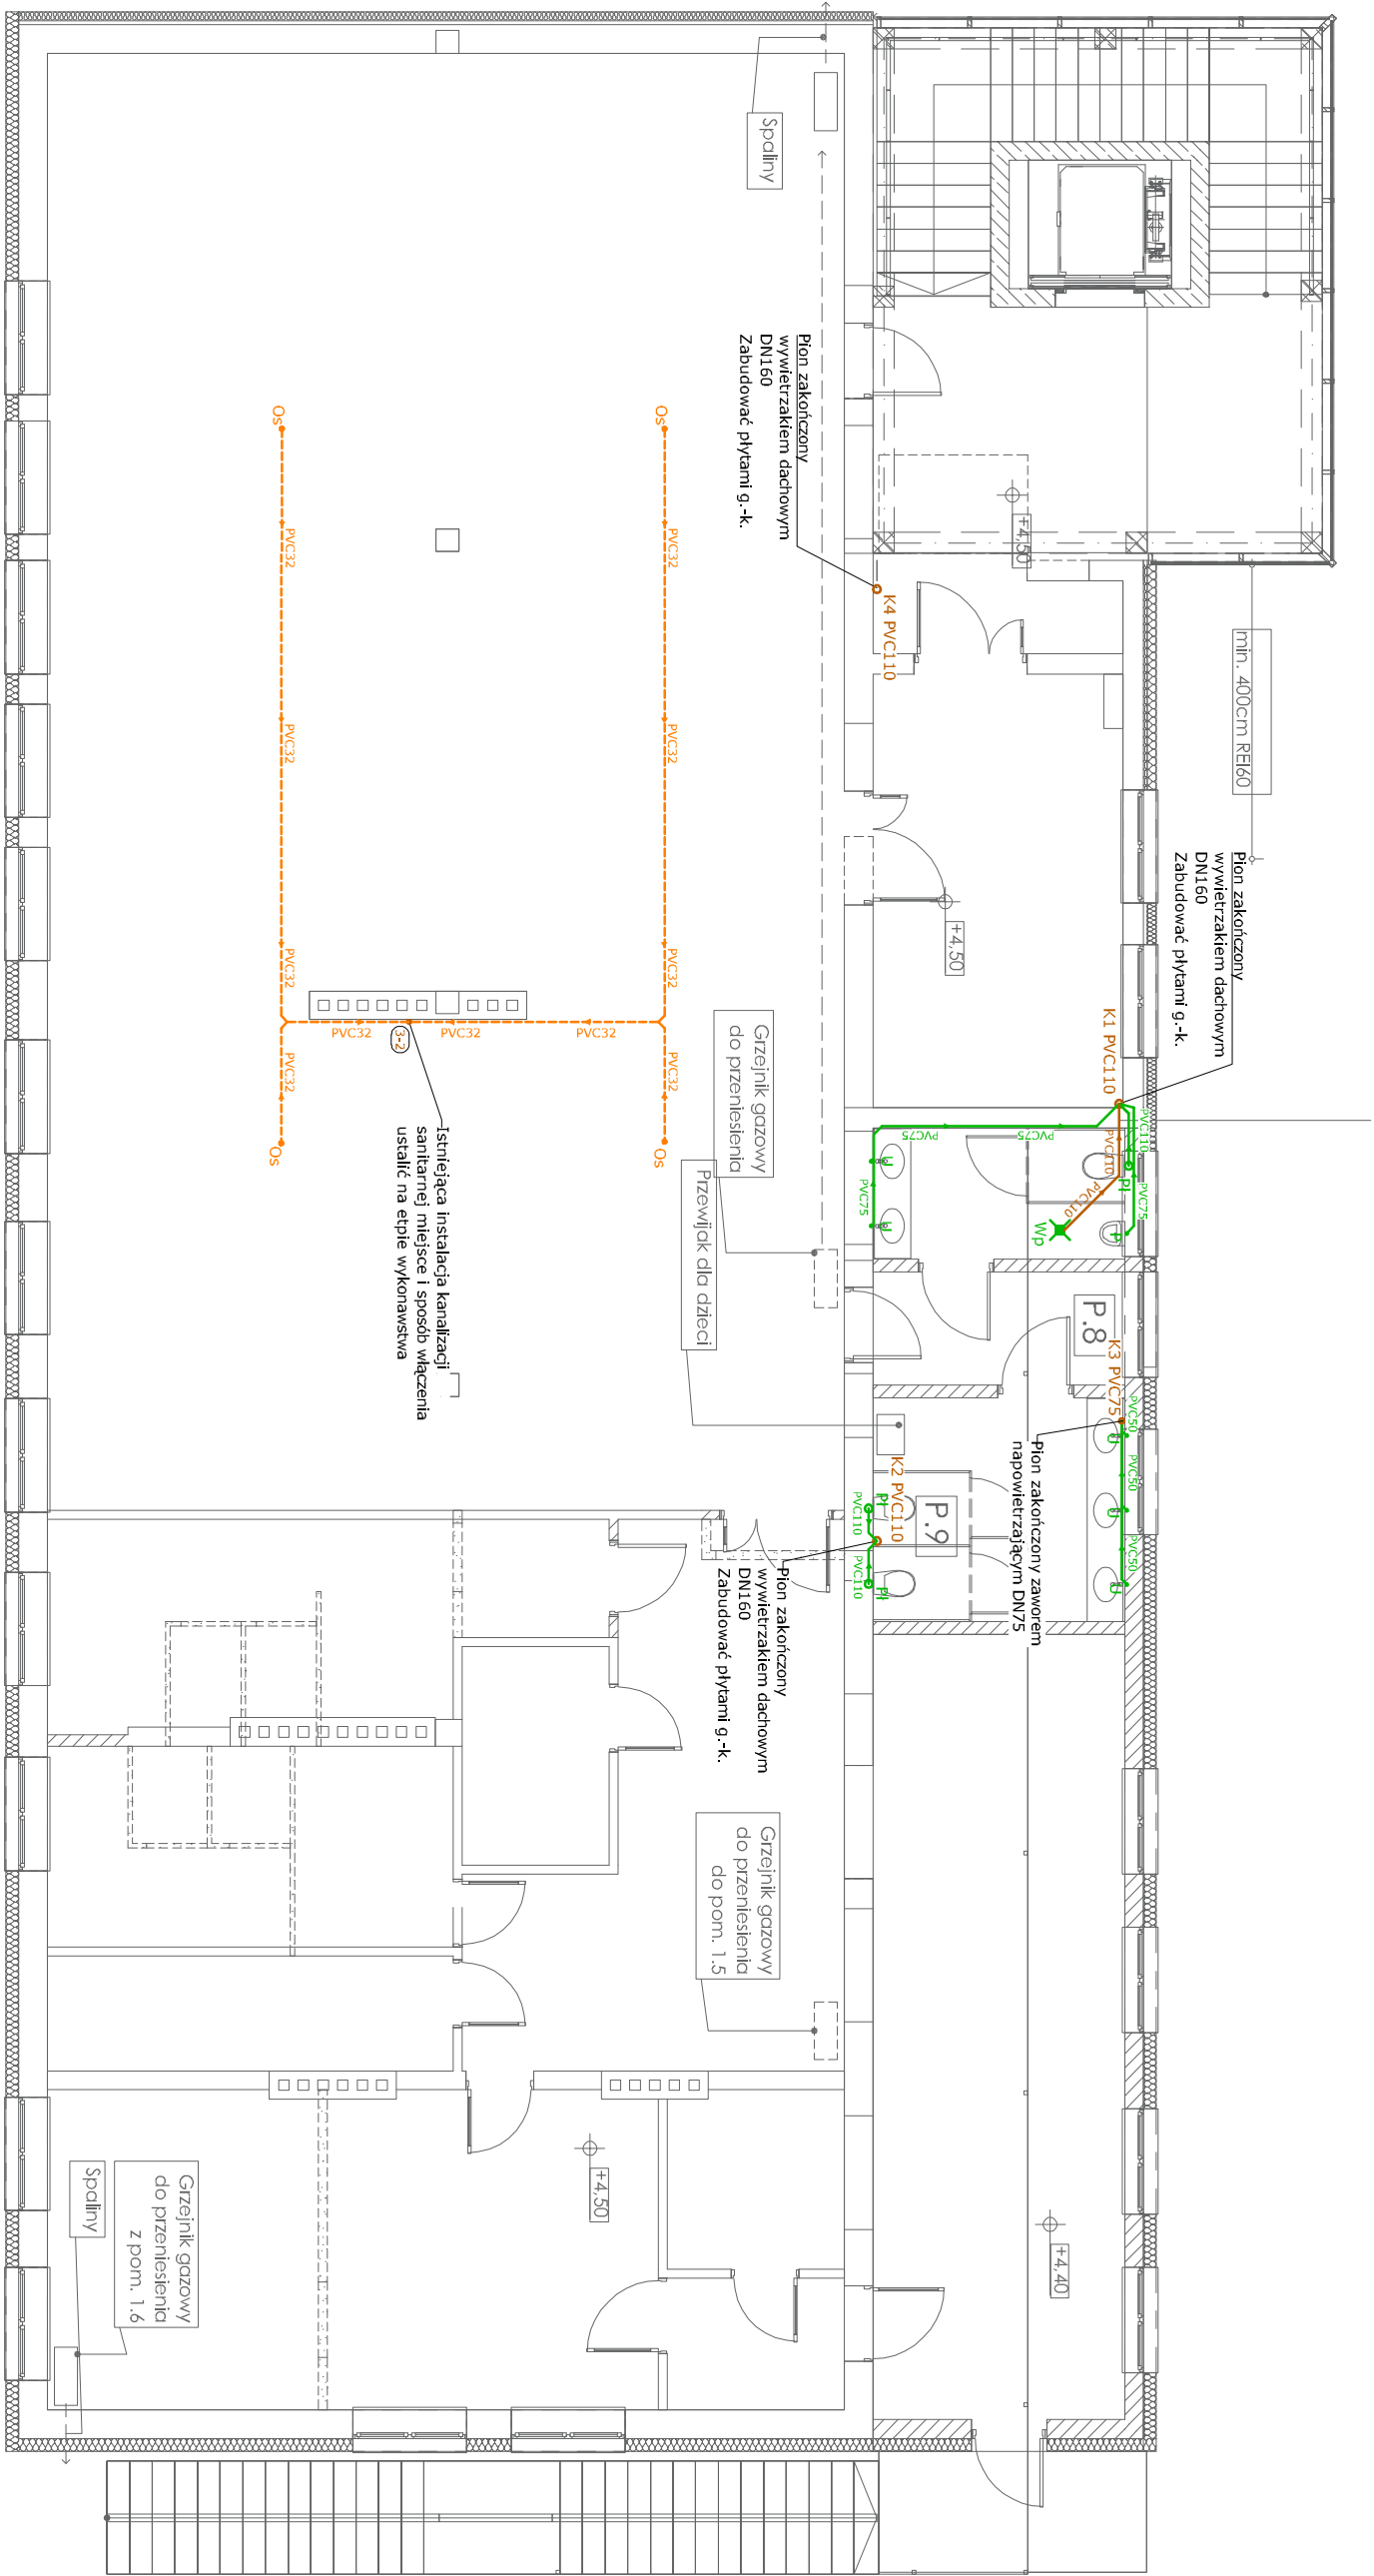 Spaliny
Pion zakończony
wywietrzakiem dachowym
DN160
Zabudować płytami g.-k.
+4,50
K4 PVC110
min. 400cm REI60
Os
Os
PVC32
PVC32
PVC32
PVC32
PVC32
PVC32
PVC32
PVC32
PVC32
PVC32
PVC32
Os
Os
3-2
Istniejąca instalacja kanalizacji
sanitarnej miejsce i sposób włączenia
ustalić na etpie wykonawstwa
+4,50
Pion zakończony
wywietrzakiem dachowym
DN160
Zabudować płytami g.-k.
K1 PVC110
PVC110
PVC110
PVC110
PVC75
PVC75
PVC75
PVC75
Pl
P
U
U
Wp
Grzejnik gazowy
do przeniesienia
Przewijak dla dzieci
P.8
K3 PVC75
PVC50
PVC50
PVC50
U
U
U
Pion zakończony zaworem
napowietrzającym DN75
K2 PVC110
P.9
Pl
PVC110
PVC110
Pl
Pion zakończony
wywietrzakiem dachowym
DN160
Zabudować płytami g.-k.
Grzejnik gazowy
do przeniesienia
do pom. 1.5
+4,50
+4,40
Spaliny
Grzejnik gazowy
do przeniesienia
z pom. 1.6